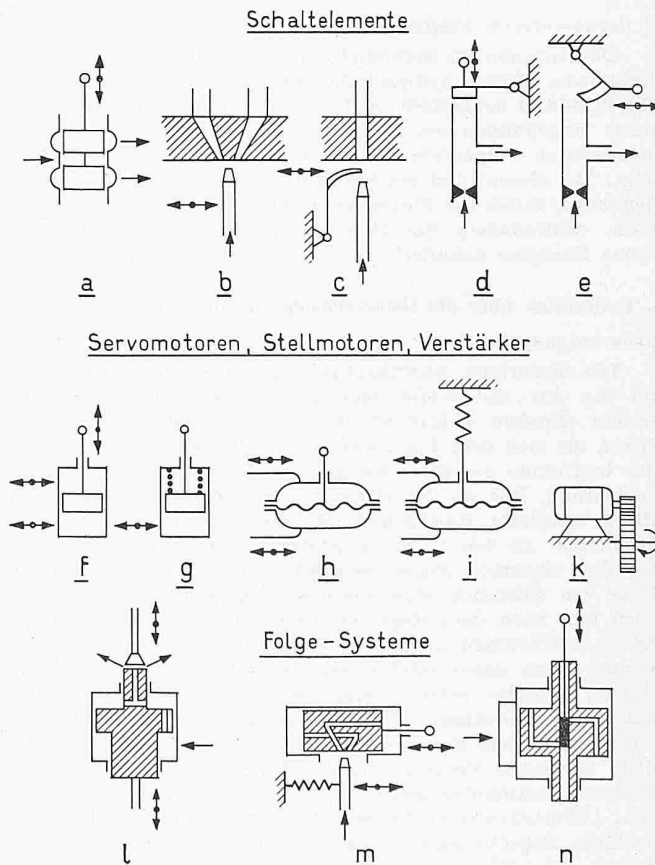 Schaltelemente
a b c d e
Servomotoren, Stellmotoren, Verstärker
f g h i k
Folge-Systeme
l m n